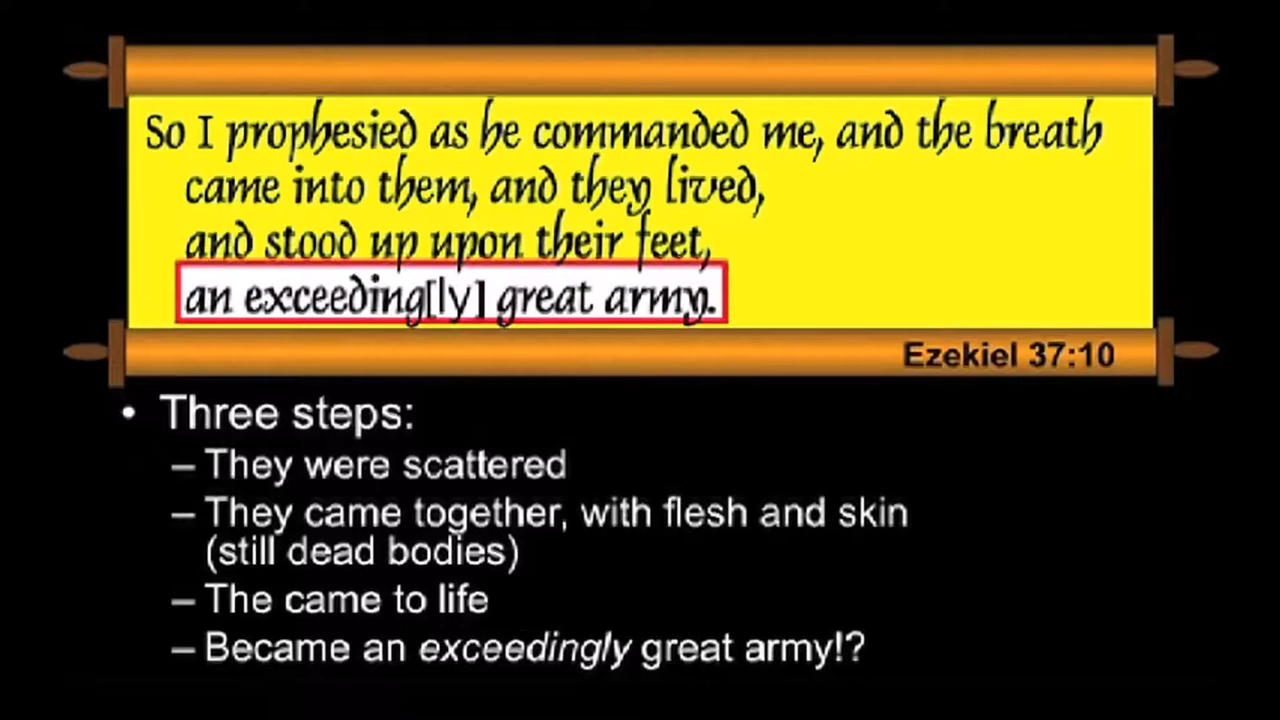 So I prophesied as he commanded me, and the breath
came into them, and they lived,
and stood up upon their feet,
an exceeding[ly] great army.
Ezekiel 37:10
• Three steps:
– They were scattered
– They came together, with flesh and skin
(still dead bodies)
– The came to life
– Became an exceedingly great army!?